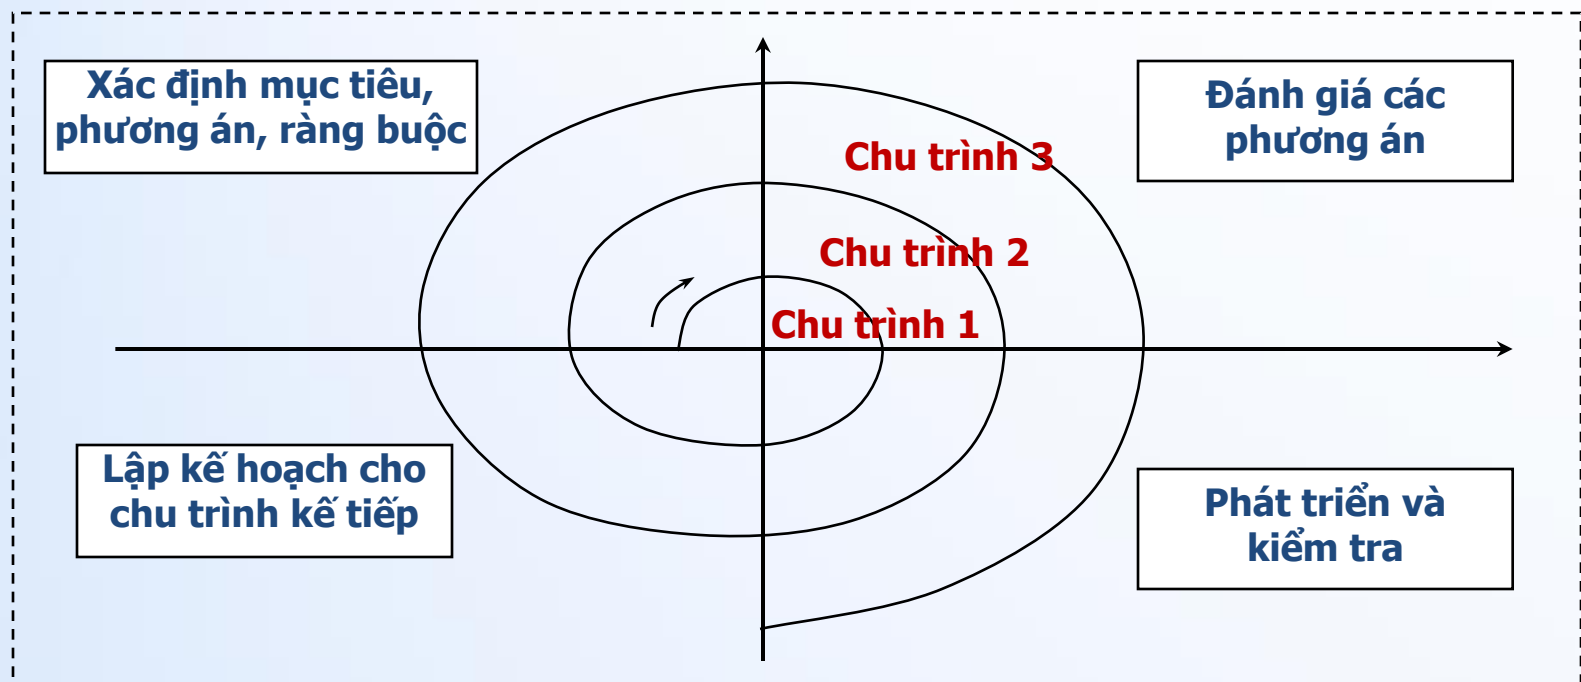 Xác định mục tiêu,
phương án, ràng buộc
Đánh giá các
phương án
Chu trình 3
Chu trình 2
Chu trình 1
Lập kế hoạch cho
chu trình kế tiếp
Phát triển và
kiểm tra